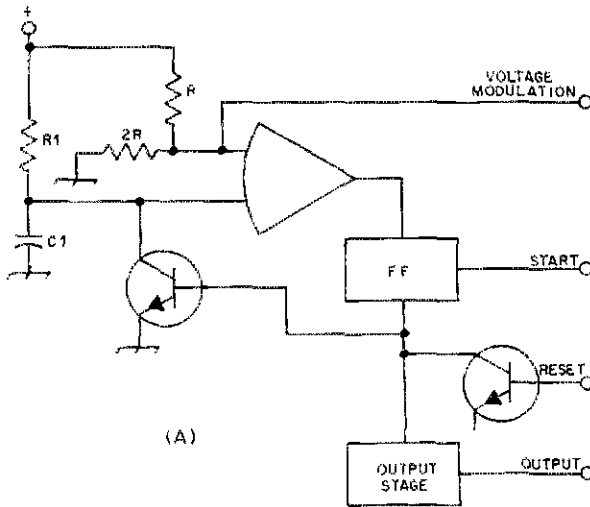 +
VOLTAGE
MODULATION
R
2R
R1
C1
FF
START
RESET
(A)
OUTPUT
STAGE
OUTPUT